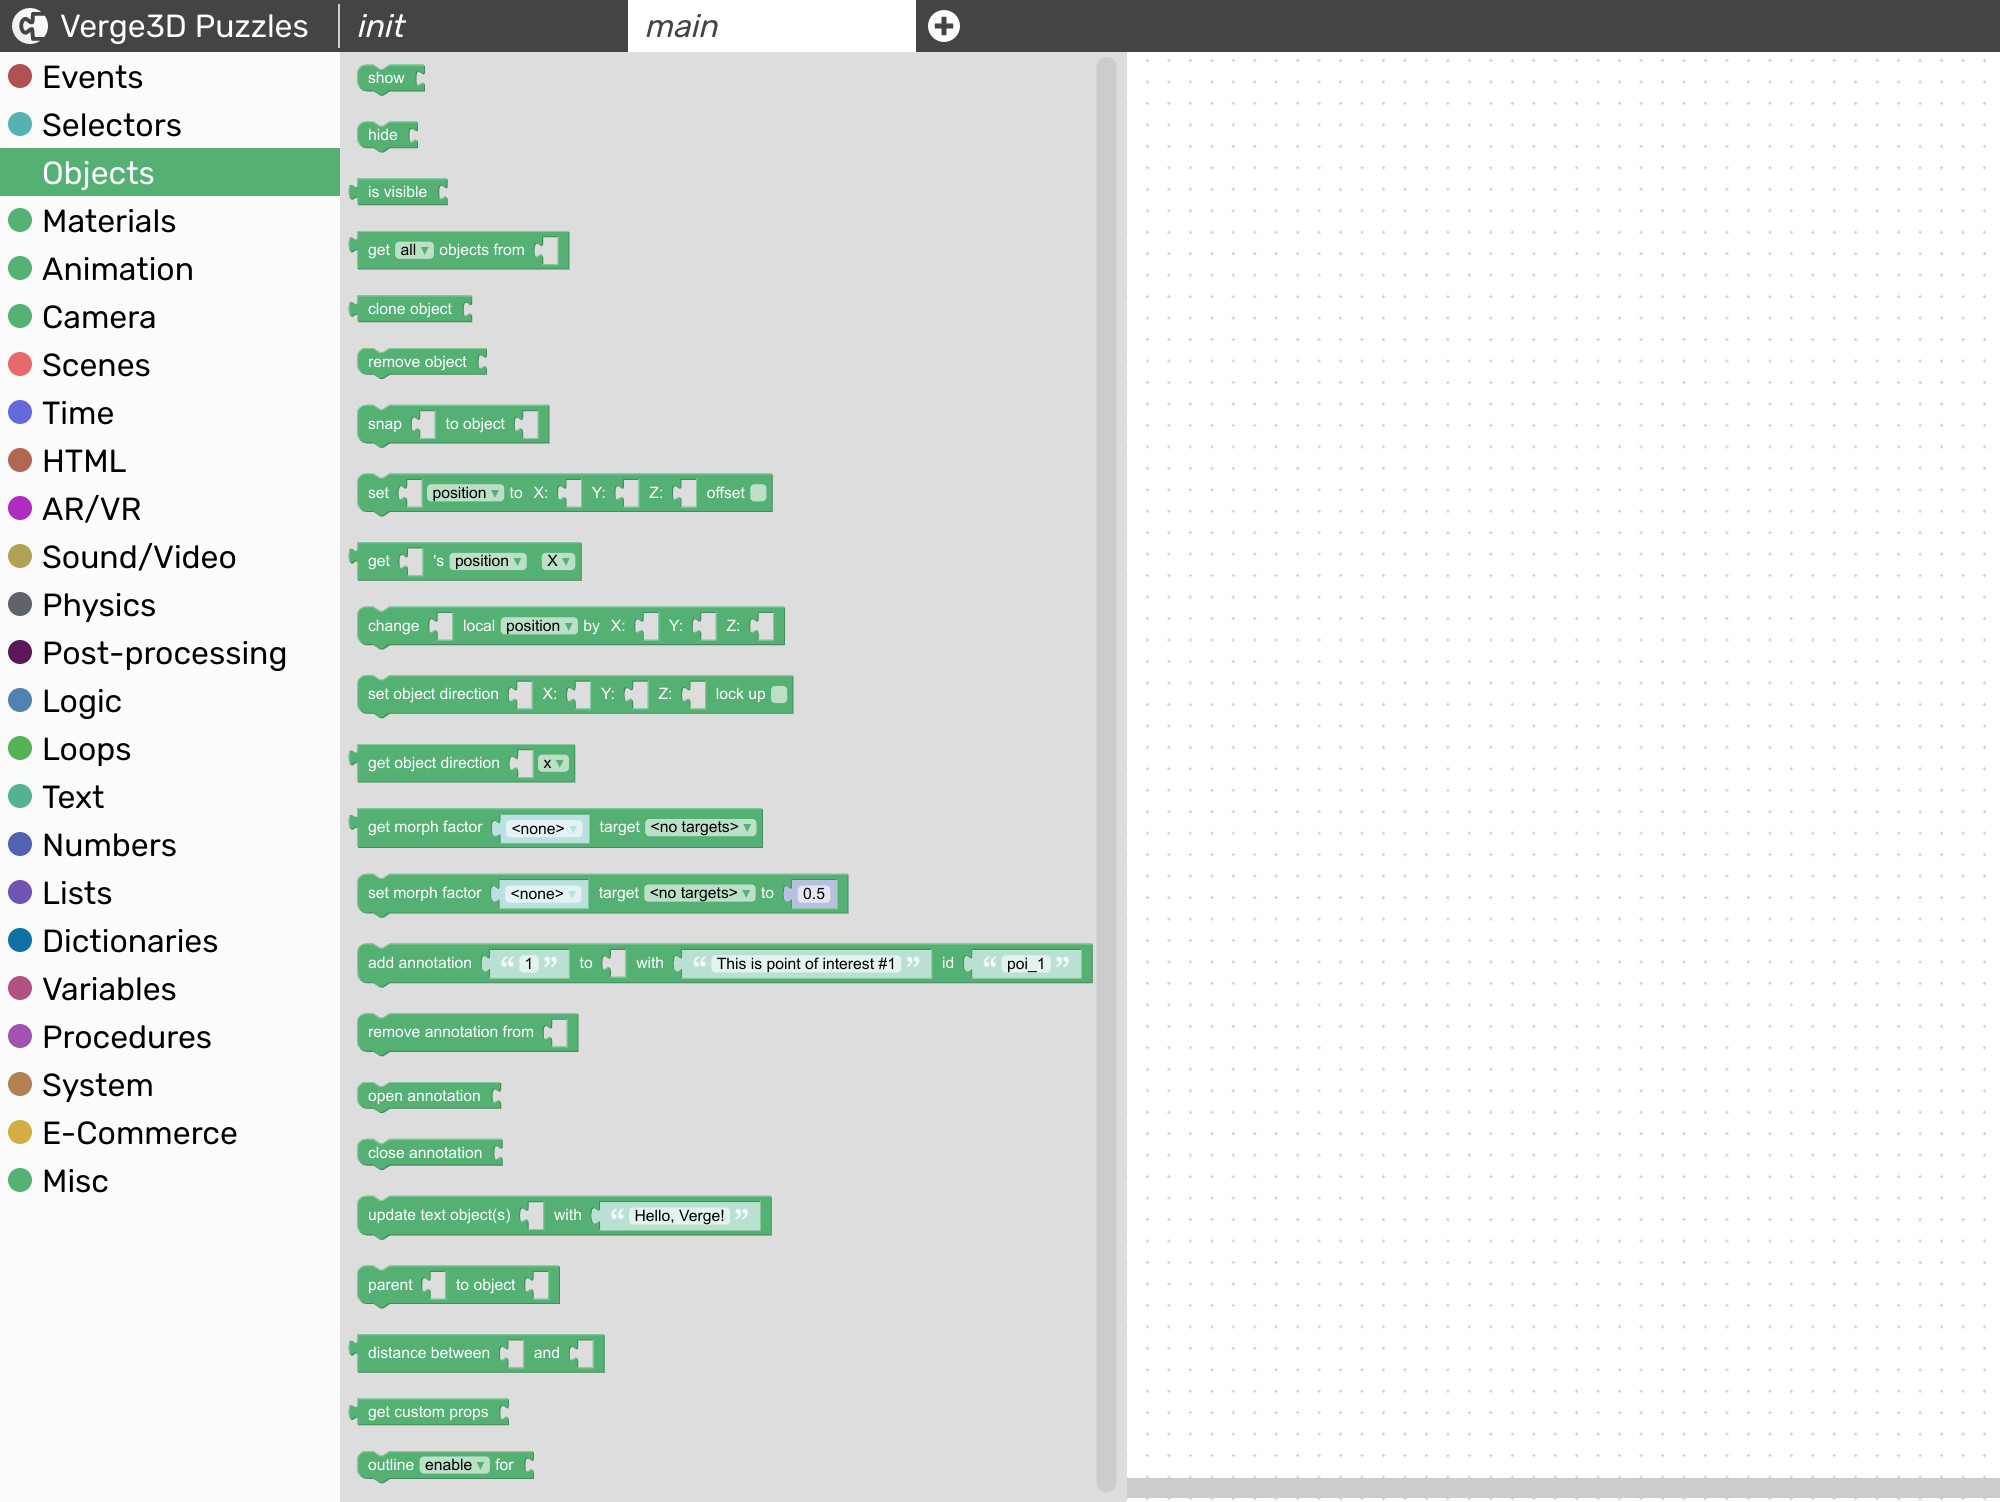 Verge3D Puzzles
init
main
Events
Selectors
Objects
Materials
Animation
Camera
Scenes
Time
HTML
AR/VR
Sound/Video
Physics
Post-processing
Logic
Loops
Text
Numbers
Lists
Dictionaries
Variables
Procedures
System
E-Commerce
Misc
show
hide
is visible
get all objects from
clone object
remove object
snap to object
set position to X: Y: Z: offset
get 's position X
change local position by X: Y: Z:
set object direction X: Y: Z: lock up
get object direction x
get morph factor <none> target <no targets>
set morph factor <none> target <no targets> to 0.5
add annotation “ 1 ” to with “ This is point of interest #1 ” id “ poi_1 ”
remove annotation from
open annotation
close annotation
update text object(s) with “ Hello, Verge! ”
parent to object
distance between and
get custom props
outline enable for